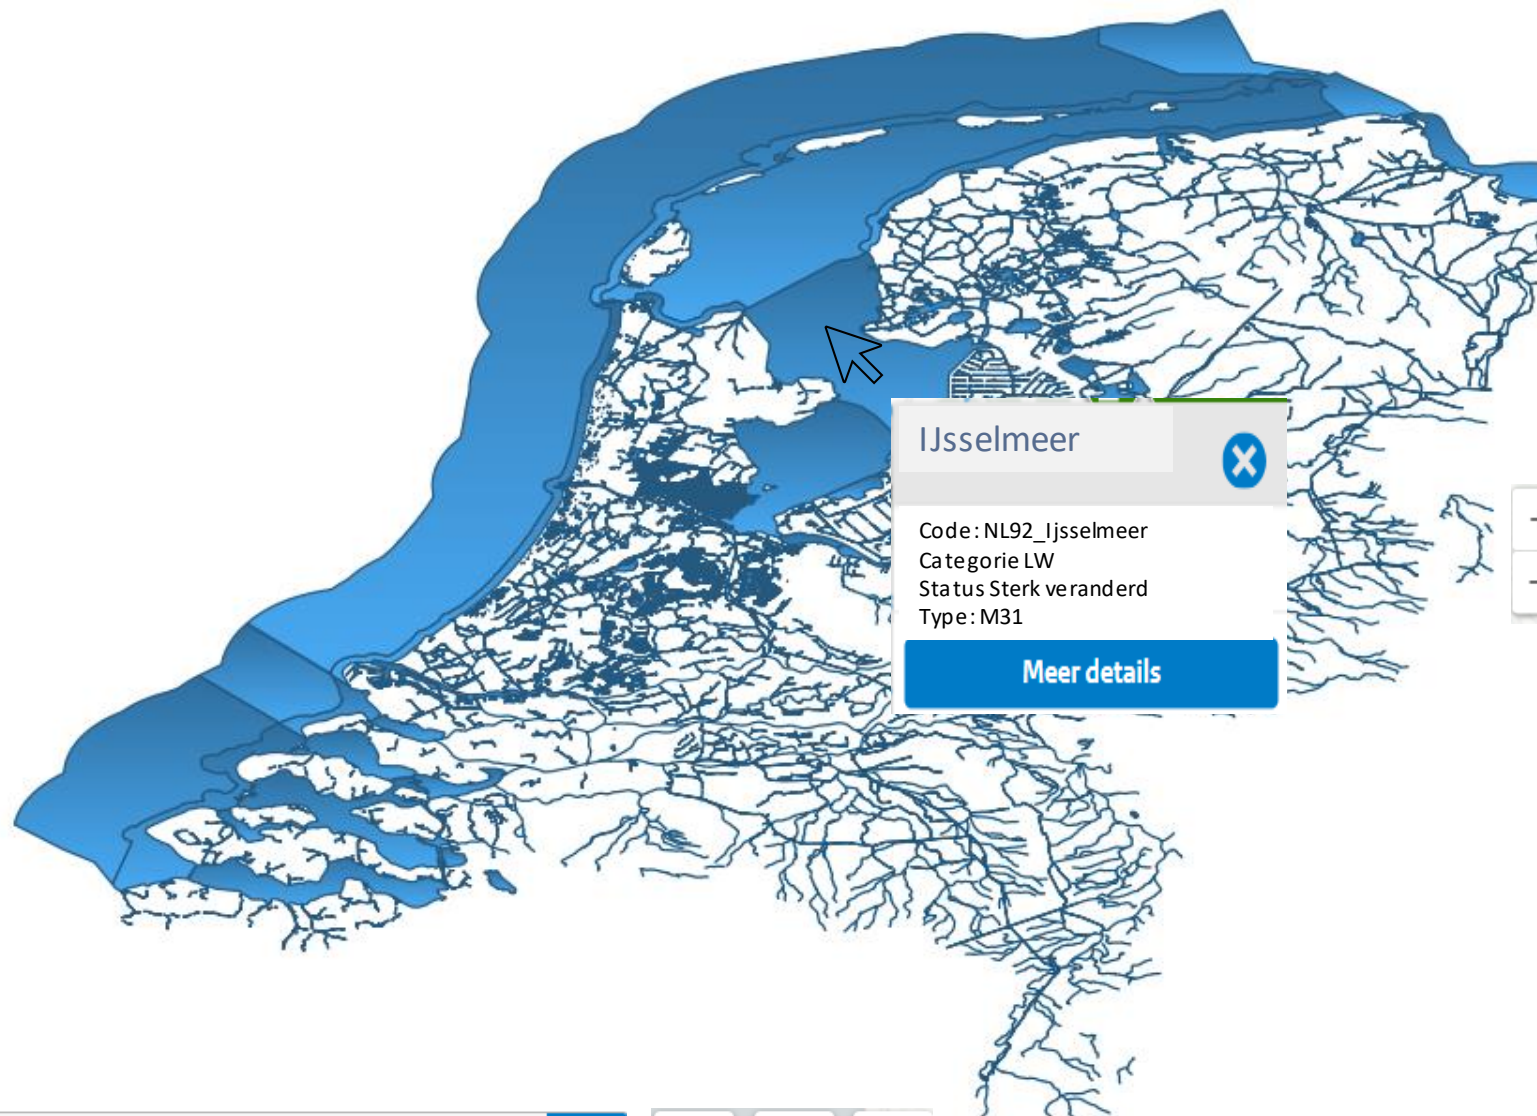 IJsselmeer
Code: NL92_Ijsselmeer
Categorie LW
Status Sterk veranderd
Type: M31
Meer details